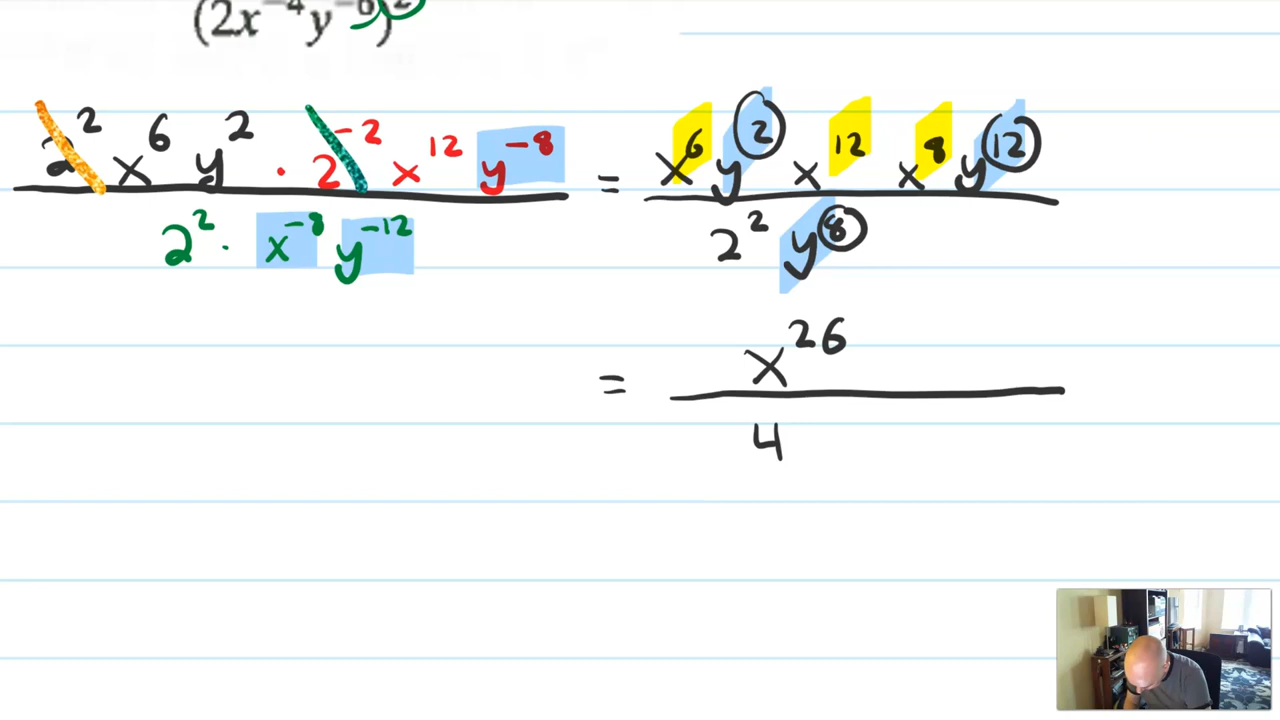 (2x⁻⁴y⁻⁶)²
2² x⁶ y² · 2⁻² x¹² y⁻⁸ = x⁶ y² x¹² x⁸ y¹²
2² · x⁻⁸ y⁻¹² 2² y⁸
= x²⁶
4